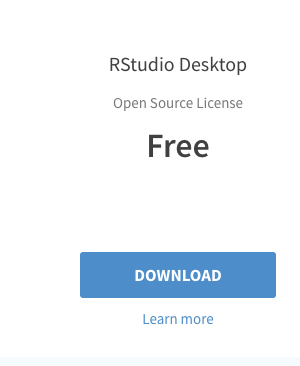 RStudio Desktop
Open Source License
Free
DOWNLOAD
Learn more